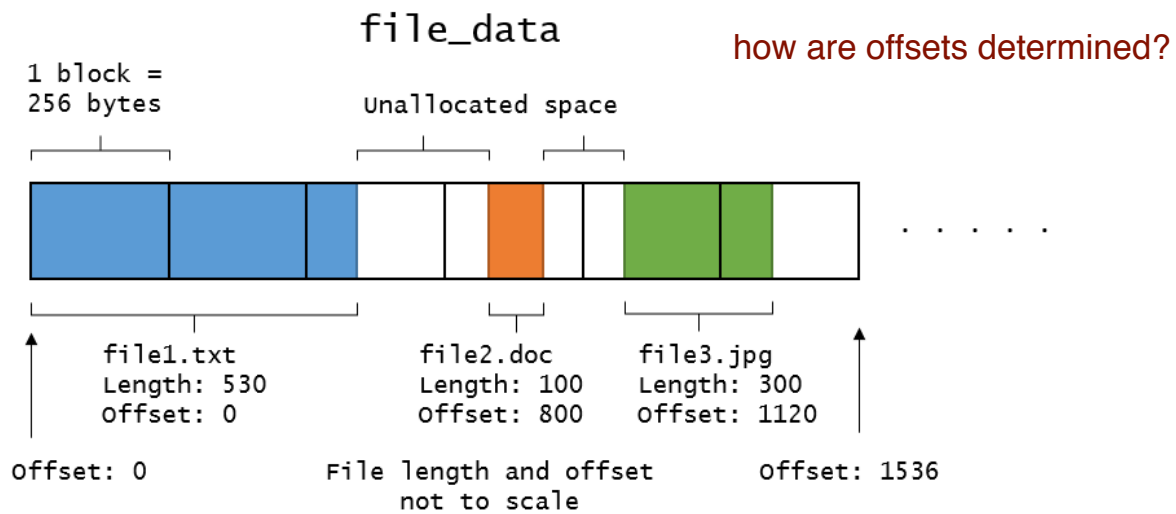 file_data
how are offsets determined?
1 block =
256 bytes
Unallocated space
. . . . .
file1.txt
Length: 530
Offset: 0
file2.doc
Length: 100
Offset: 800
file3.jpg
Length: 300
Offset: 1120
Offset: 0
File length and offset
not to scale
Offset: 1536